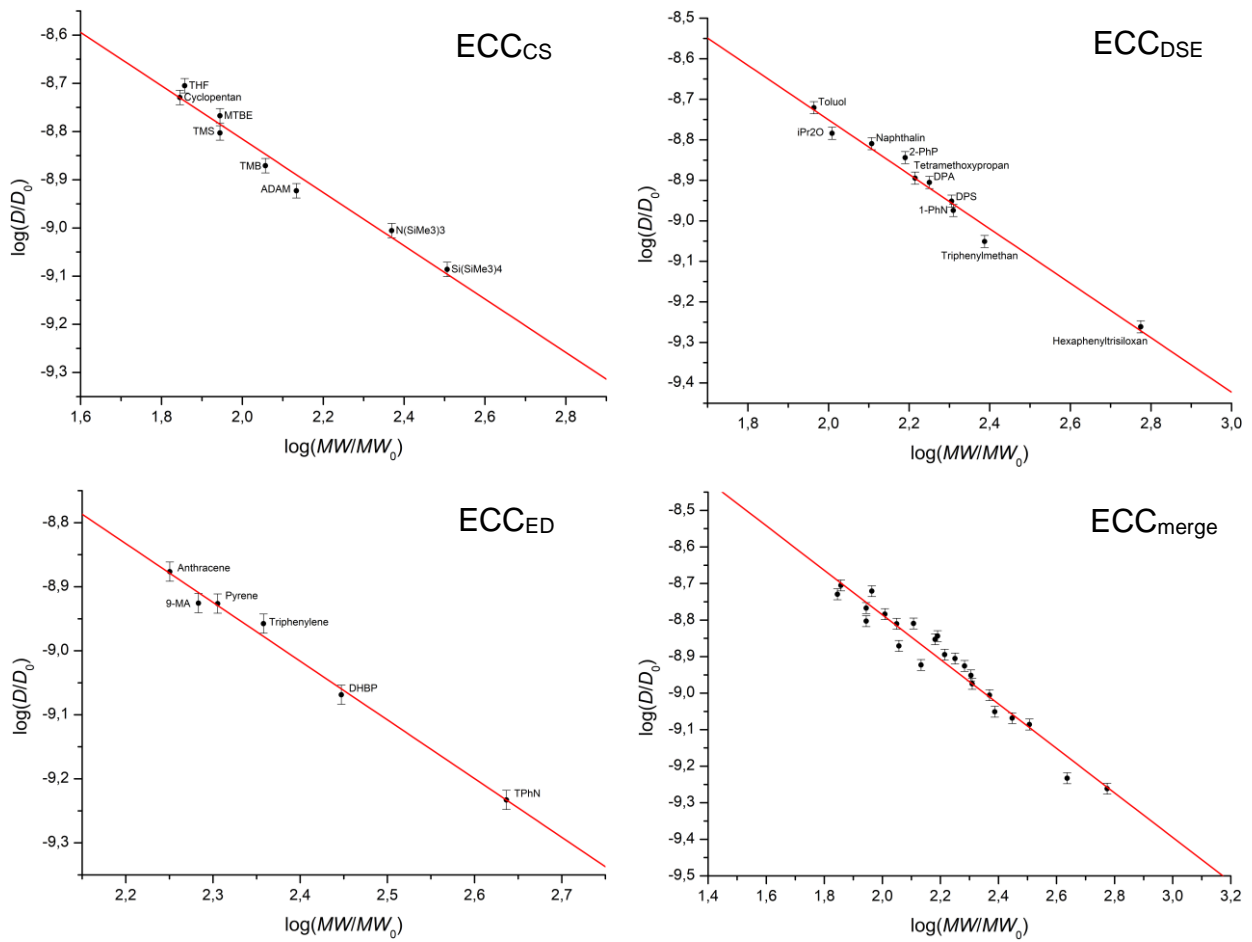 ECC_CS
-8,6
-8,7
-8,8
-8,9
-9,0
-9,1
-9,2
-9,3
log(D/D₀)
THF
Cyclopentan
MTBE
TMS
TMB
ADAM
N(SiMe3)3
Si(SiMe3)4
1,6 1,8 2,0 2,2 2,4 2,6 2,8
log(MW/MW₀)
ECC_DSE
-8,5
-8,6
-8,7
-8,8
-8,9
-9,0
-9,1
-9,2
-9,3
-9,4
log(D/D₀)
Toluol
iPr2O
Naphthalin
2-PhP
Tetramethoxypropan
DPA
DPS
1-PhN
Triphenylmethan
Hexaphenyltrisiloxan
1,8 2,0 2,2 2,4 2,6 2,8 3,0
log(MW/MW₀)
ECC_ED
-8,8
-8,9
-9,0
-9,1
-9,2
-9,3
log(D/D₀)
Anthracene
9-MA
Pyrene
Triphenylene
DHBP
TPhN
2,2 2,3 2,4 2,5 2,6 2,7
log(MW/MW₀)
ECC_merge
-8,5
-8,6
-8,7
-8,8
-8,9
-9,0
-9,1
-9,2
-9,3
-9,4
-9,5
log(D/D₀)
1,4 1,6 1,8 2,0 2,2 2,4 2,6 2,8 3,0 3,2
log(MW/MW₀)